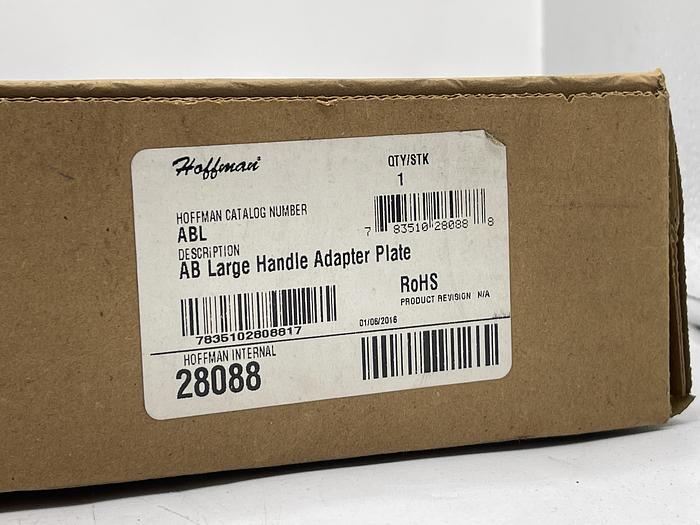 Hoffman
QTY/STK
1
HOFFMAN CATALOG NUMBER
ABL
7 83510 28088 8
DESCRIPTION
AB Large Handle Adapter Plate
RoHS
PRODUCT REVISION N/A
7835102808817
01/06/2016
HOFFMAN INTERNAL
28088